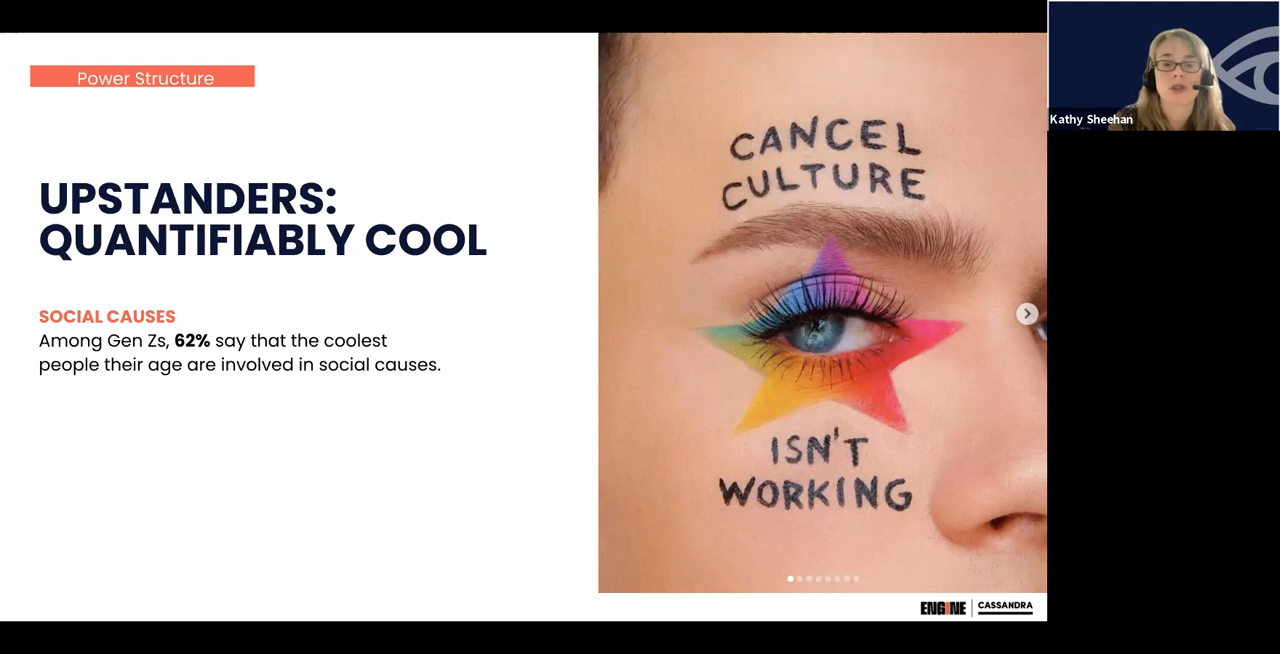 Power Structure
UPSTANDERS:
QUANTIFIABLY COOL
SOCIAL CAUSES
Among Gen Zs, 62% say that the coolest
people their age are involved in social causes.
CANCEL
CULTURE
ISN'T
WORKING
ENGINE | CASSANDRA
Kathy Sheehan